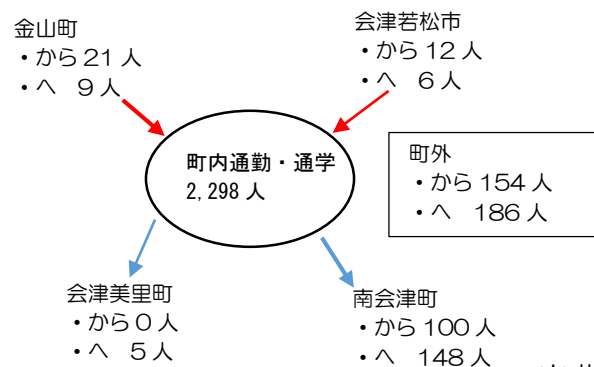 金山町
・から 21 人
・へ 9 人
会津若松市
・から 12 人
・へ 6 人
町内通勤・通学
2,298 人
町外
・から 154 人
・へ 186 人
会津美里町
・から 0 人
・へ 5 人
南会津町
・から 100 人
・へ 148 人